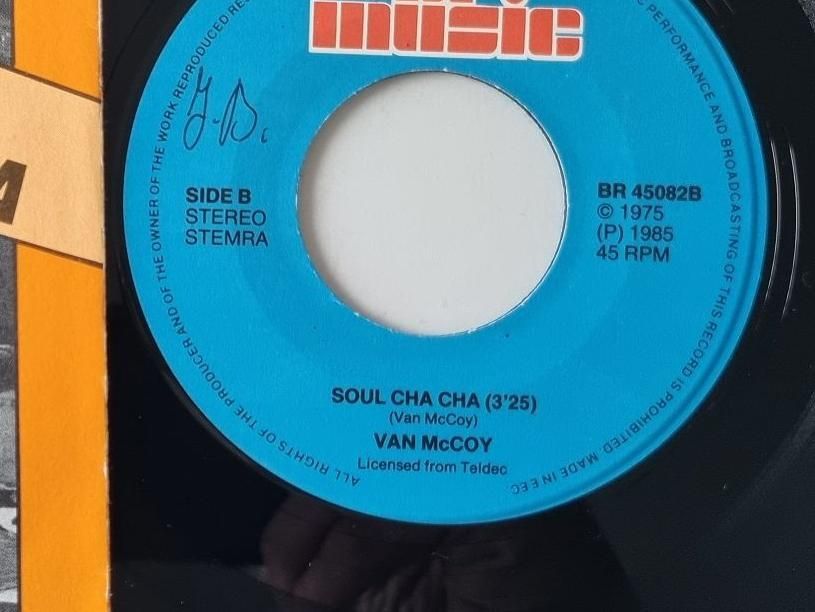 music
J.B.
SIDE B
STEREO
STEMRA
BR 45082B
© 1975
(P) 1985
45 RPM
SOUL CHA CHA (3'25)
(Van McCoy)
VAN McCOY
Licensed from Teldec
ALL RIGHTS OF THE PRODUCER AND OF THE OWNER OF THE WORK REPRODUCED
PERFORMANCE AND BROADCASTING OF THIS RECORD IS PROHIBITED MADE IN E.E.C.